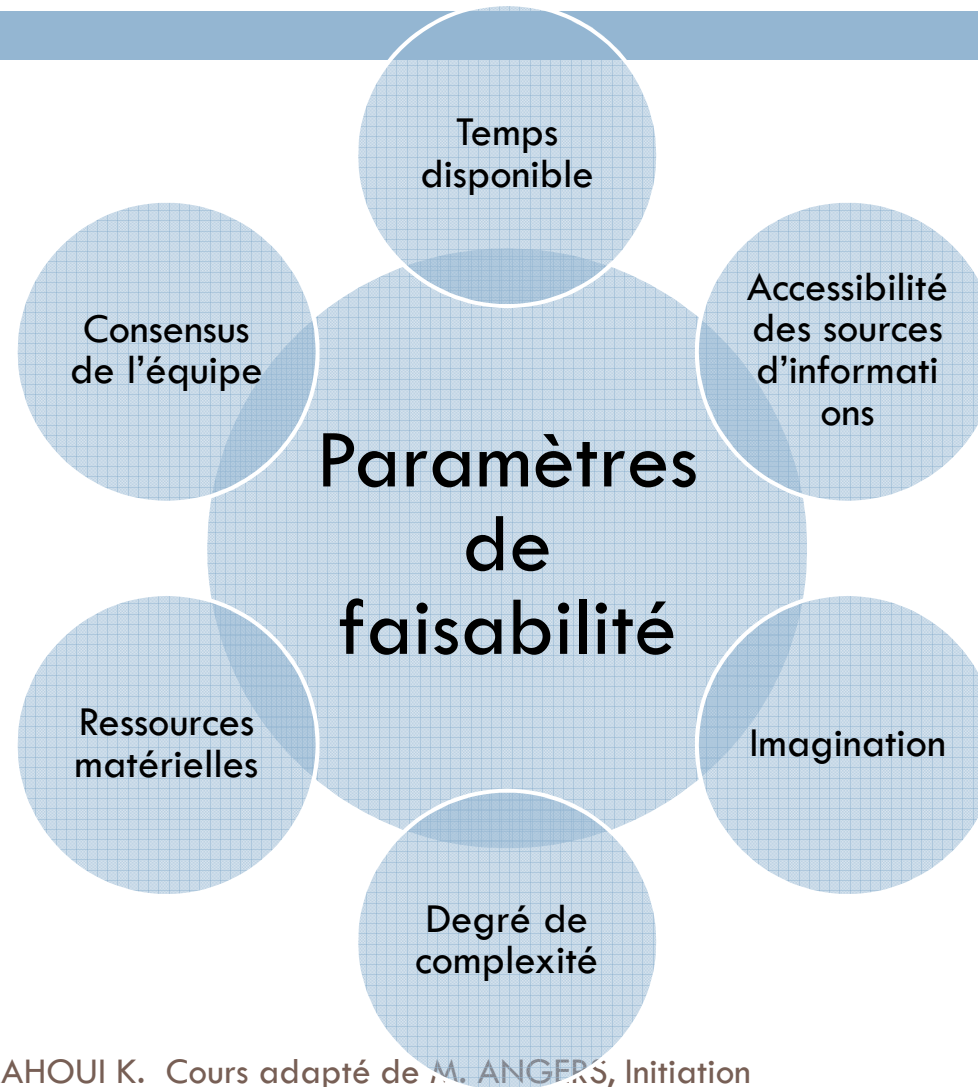 Temps
disponible
Accessibilité
des sources
d'informati
ons
Consensus
de l'équipe
Paramètres
de
faisabilité
Ressources
matérielles
Imagination
Degré de
complexité
AHOUI K. Cours adapté de M. ANGERS, Initiation